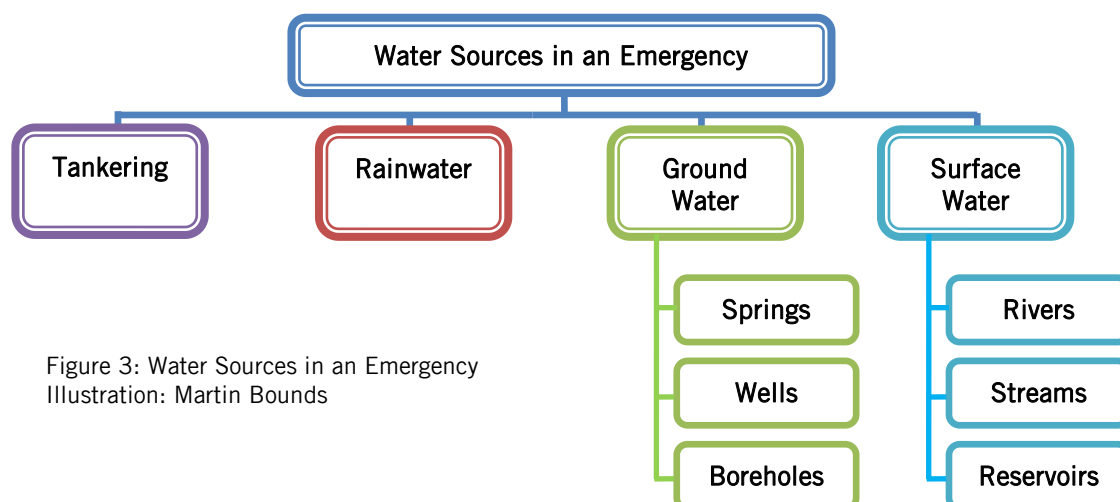 Water Sources in an Emergency
Tankering
Rainwater
Ground
Water
Surface
Water
Springs
Wells
Boreholes
Rivers
Streams
Reservoirs
Figure 3: Water Sources in an Emergency
Illustration: Martin Bounds